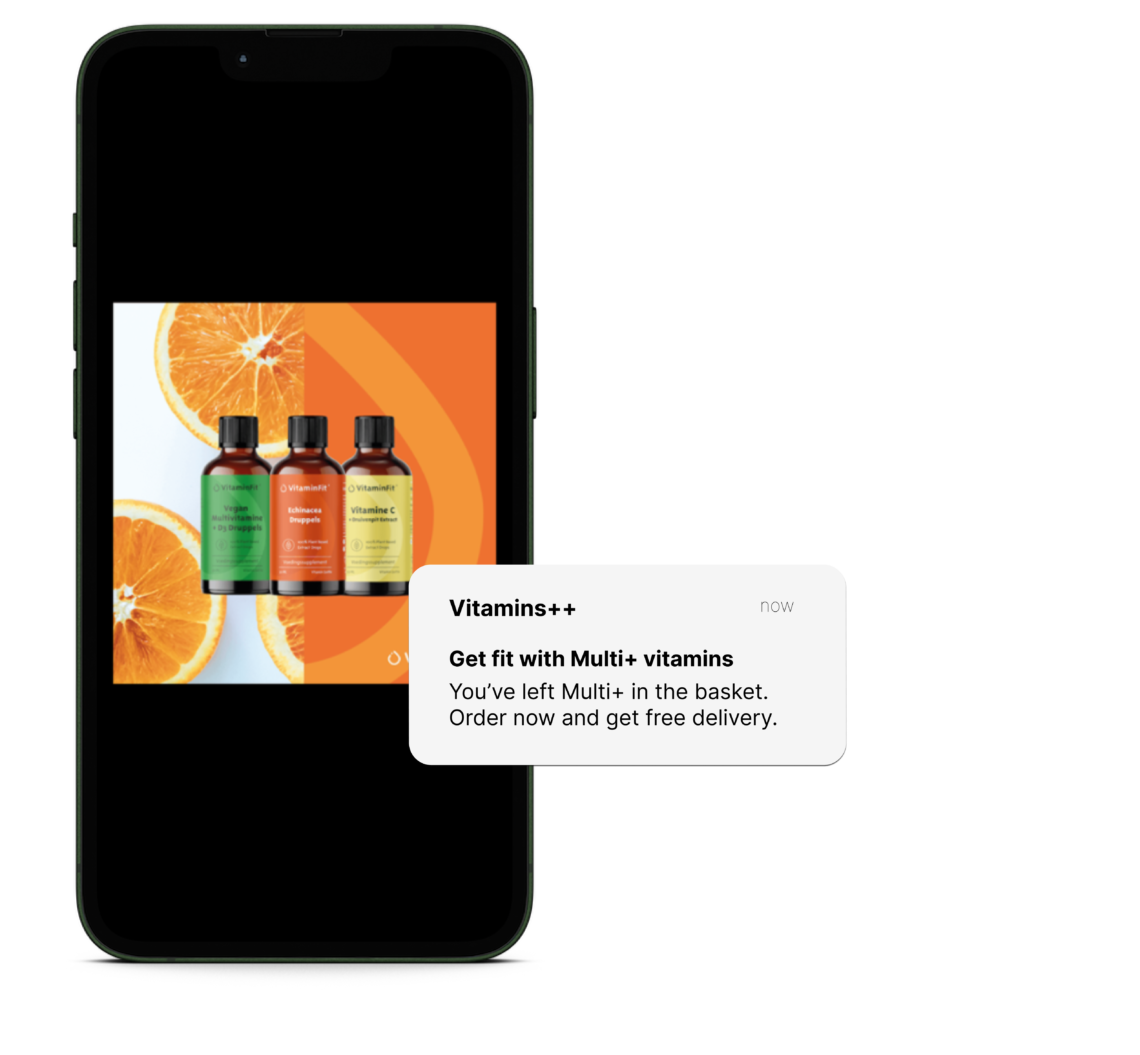 VitaminFit
Vegan
Multivitamine
+ D3 Druppels
VitaminFit
Echinacea
Druppels
VitaminFit
Vitamine C
+ Druivenpit Extract
Vitamins++
now
Get fit with Multi+ vitamins
You’ve left Multi+ in the basket.
Order now and get free delivery.